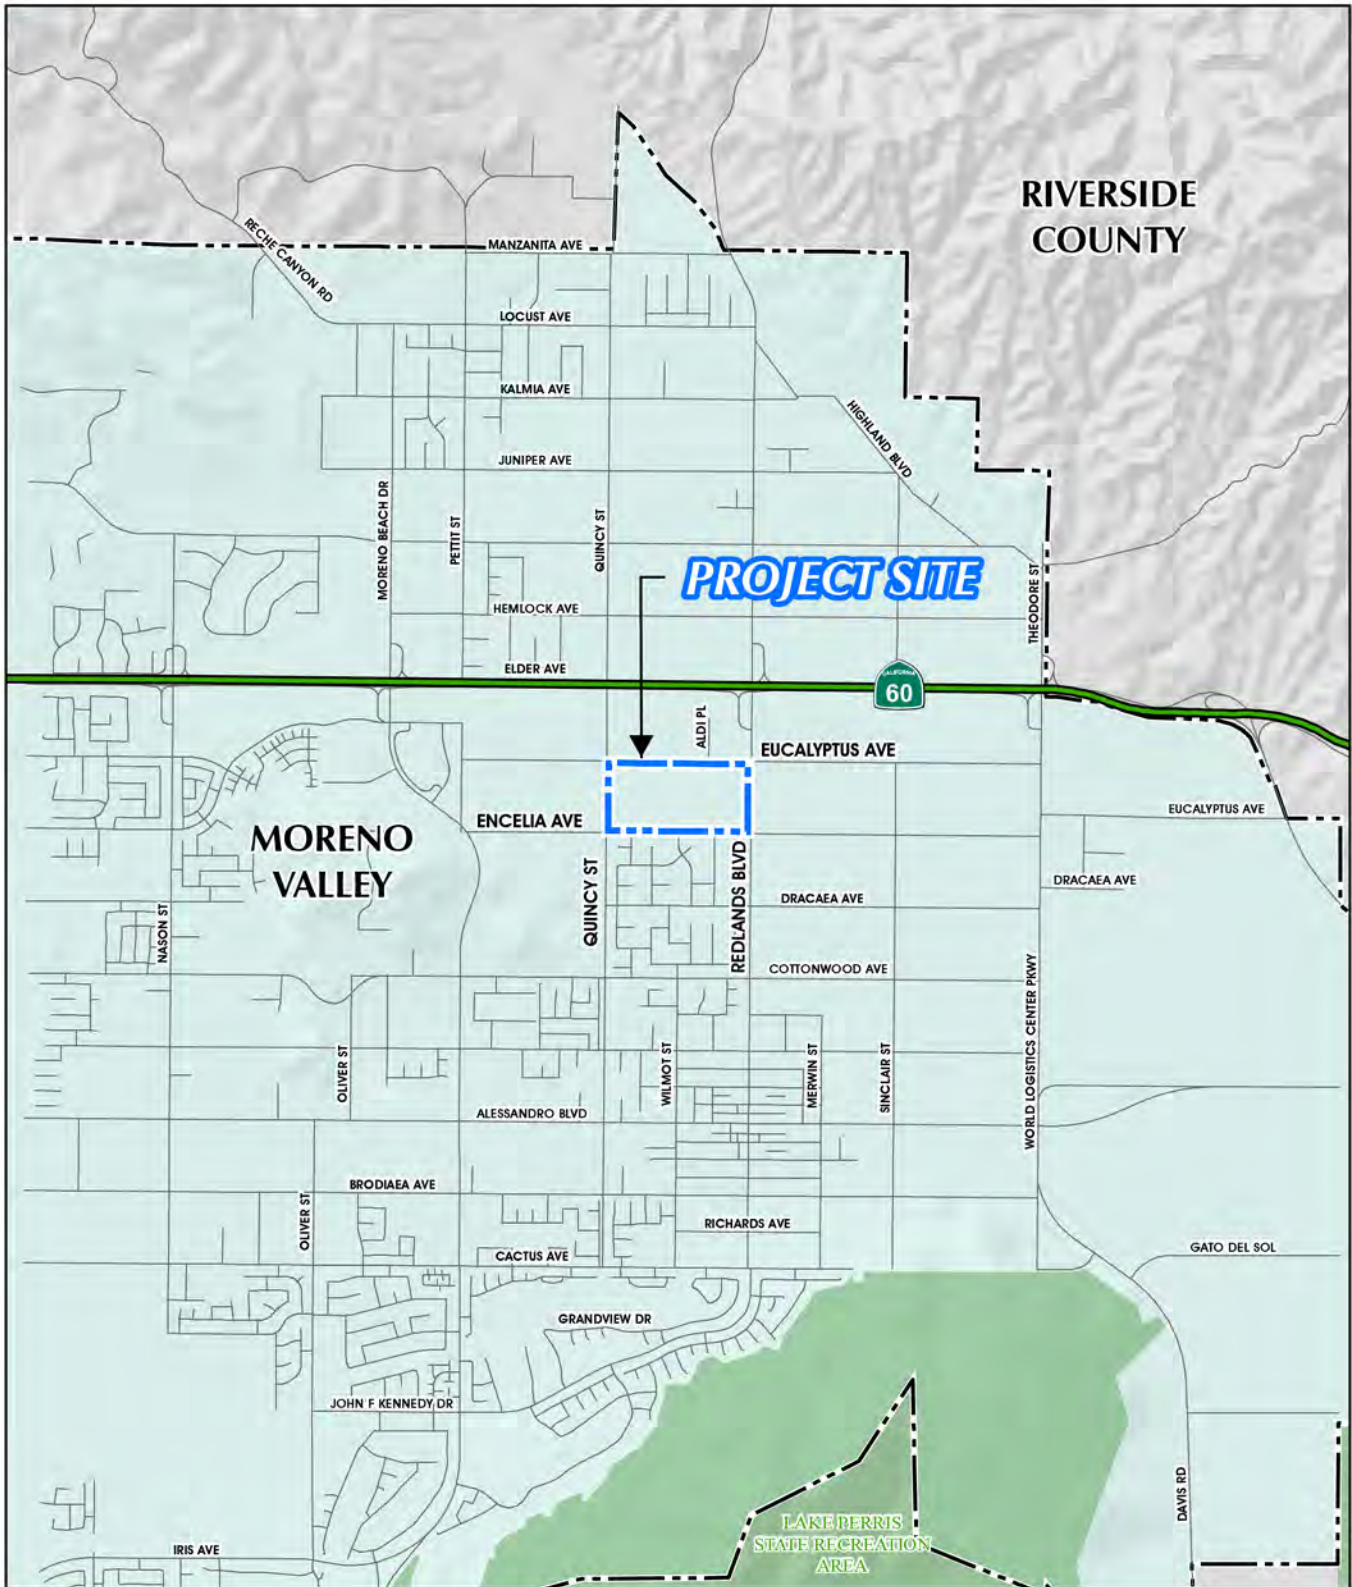 RIVERSIDE
COUNTY
RECHE CANYON RD
MANZANITA AVE
LOCUST AVE
KALMIA AVE
HIGHLAND BLVD
JUNIPER AVE
MORENO BEACH DR
PETTIT ST
QUINCY ST
PROJECT SITE
THEODORE ST
HEMLOCK AVE
ELDER AVE
CALIFORNIA
60
ALDI PL
EUCALYPTUS AVE
EUCALYPTUS AVE
ENCELIA AVE
MORENO
VALLEY
QUINCY ST
REDLANDS BLVD
DRACAEA AVE
DRACAEA AVE
NASON ST
COTTONWOOD AVE
WORLD LOGISTICS CENTER PKWY
OLIVER ST
WILMOT ST
MERWIN ST
SINCLAIR ST
ALESSANDRO BLVD
BRODIAEA AVE
OLIVER ST
RICHARDS AVE
CACTUS AVE
GATO DEL SOL
GRANDVIEW DR
JOHN F KENNEDY DR
DAVIS RD
LAKE PERRIS
STATE RECREATION
AREA
IRIS AVE